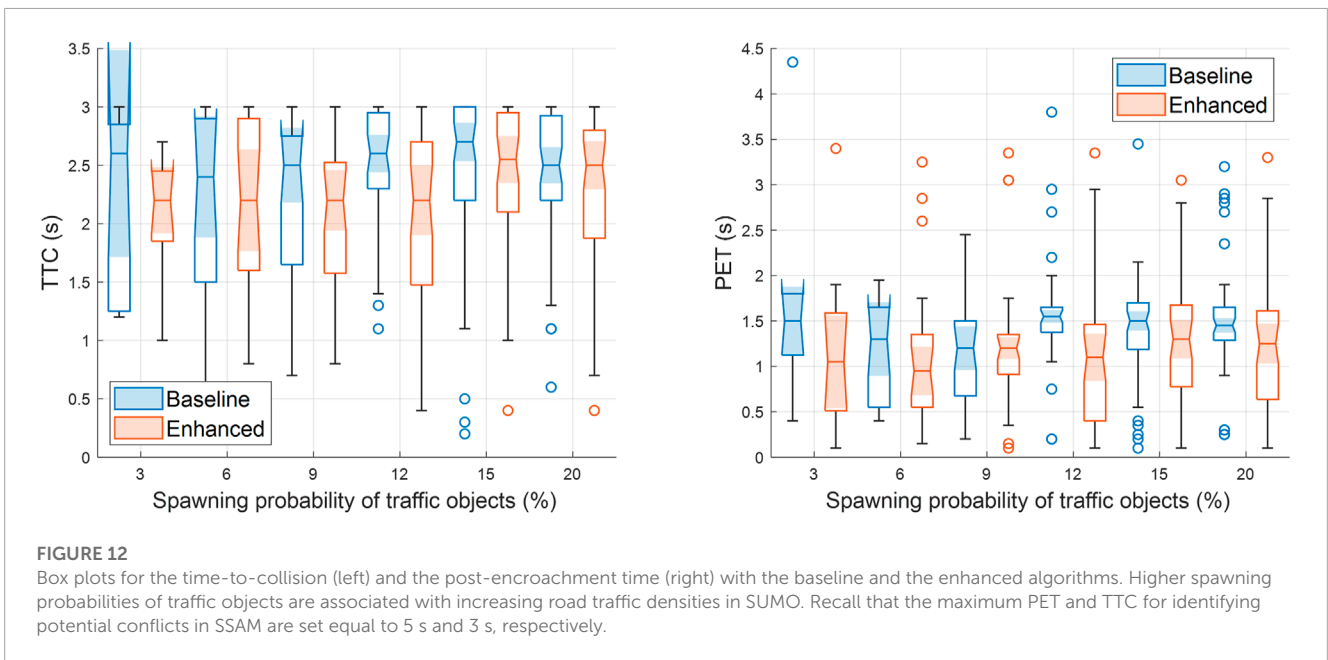 3.5
3
2.5
2
1.5
1
0.5
0
TTC (s)
Baseline
Enhanced
3 6 9 12 15 20
Spawning probability of traffic objects (%)
4.5
4
3.5
3
2.5
2
1.5
1
0.5
0
PET (s)
Baseline
Enhanced
3 6 9 12 15 20
Spawning probability of traffic objects (%)
FIGURE 12
Box plots for the time-to-collision (left) and the post-encroachment time (right) with the baseline and the enhanced algorithms. Higher spawning
probabilities of traffic objects are associated with increasing road traffic densities in SUMO. Recall that the maximum PET and TTC for identifying
potential conflicts in SSAM are set equal to 5 s and 3 s, respectively.